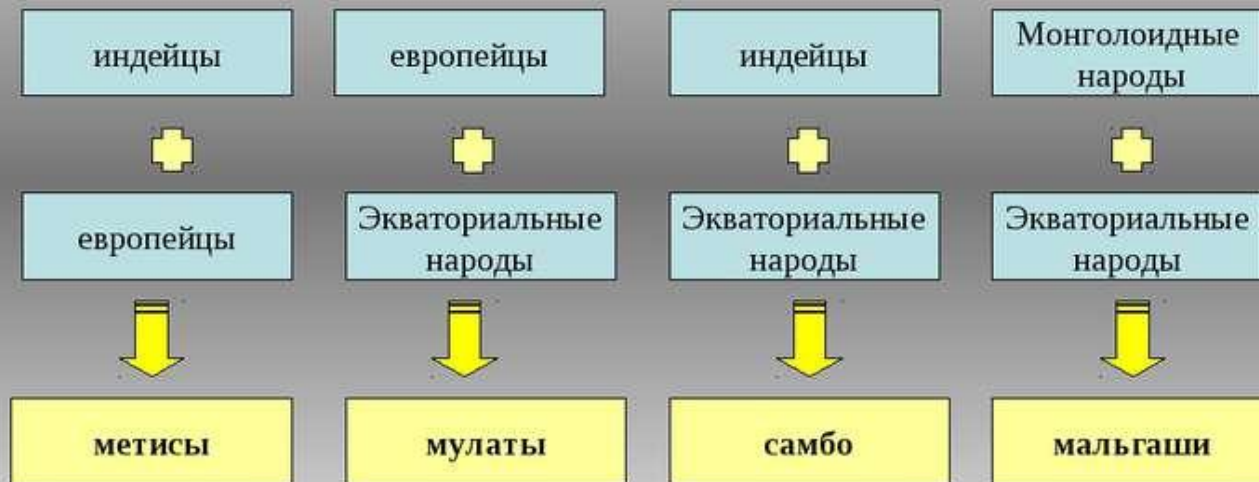 индейцы
европейцы
индейцы
Монголоидные
народы
европейцы
Экваториальные
народы
Экваториальные
народы
Экваториальные
народы
метисы
мулаты
самбо
мальгаши